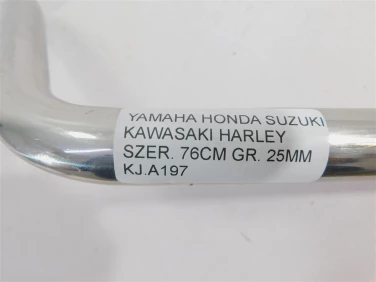 YAMAHA HONDA SUZUKI
KAWASAKI HARLEY
SZER. 76CM GR. 25MM
KJ.A197